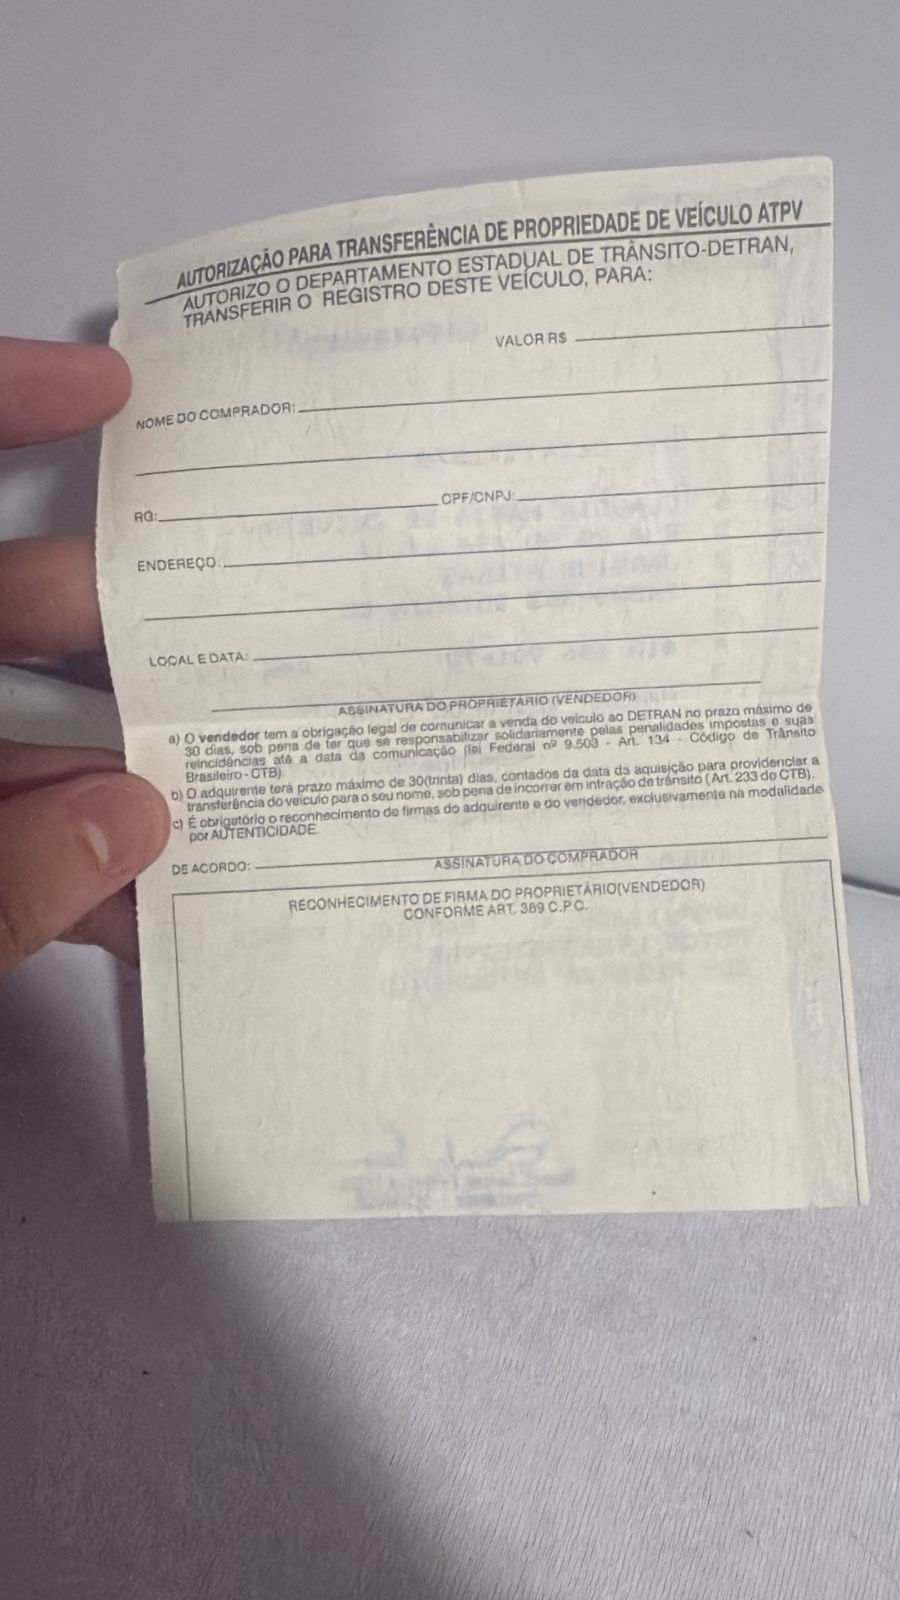 AUTORIZAÇÃO PARA TRANSFERÊNCIA DE PROPRIEDADE DE VEÍCULO ATPV
AUTORIZO O DEPARTAMENTO ESTADUAL DE TRÂNSITO-DETRAN,
TRANSFERIR O REGISTRO DESTE VEÍCULO, PARA:
VALOR R$
NOME DO COMPRADOR:
RG: CPF/CNPJ:
ENDEREÇO:
LOCAL E DATA:
ASSINATURA DO PROPRIETÁRIO (VENDEDOR)
a) O vendedor tem a obrigação legal de comunicar a venda do veículo ao DETRAN no prazo máximo de
30 dias, sob pena de ter que se responsabilizar solidariamente pelas penalidades impostas e suas
reincidências até a data da comunicação (lei Federal nº 9.503 - Art. 134 - Código de Trânsito
Brasileiro - CTB)
b) O adquirente terá prazo máximo de 30(trinta) dias, contados da data da aquisição para providenciar a
transferência do veículo para o seu nome, sob pena de incorrer em infração de trânsito (Art. 233 do CTB).
c) É obrigatório o reconhecimento de firmas do adquirente e do vendedor, exclusivamente na modalidade
por AUTENTICIDADE.
DE ACORDO:
ASSINATURA DO COMPRADOR
RECONHECIMENTO DE FIRMA DO PROPRIETÁRIO(VENDEDOR)
CONFORME ART. 369 C.P.C.